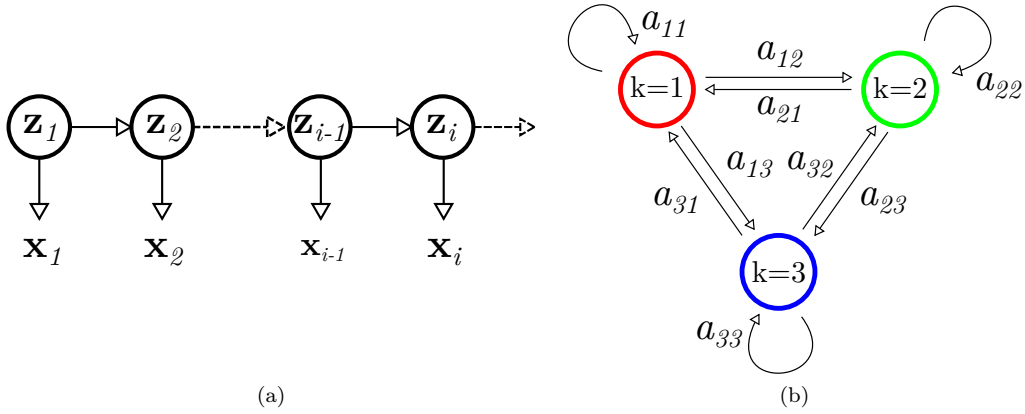 z1 z2 zi-1 zi
x1 x2 xi-1 xi
(a)
a11
a12
k=1 k=2
a21 a22
a13 a32
a31 a23
k=3
a33
(b)